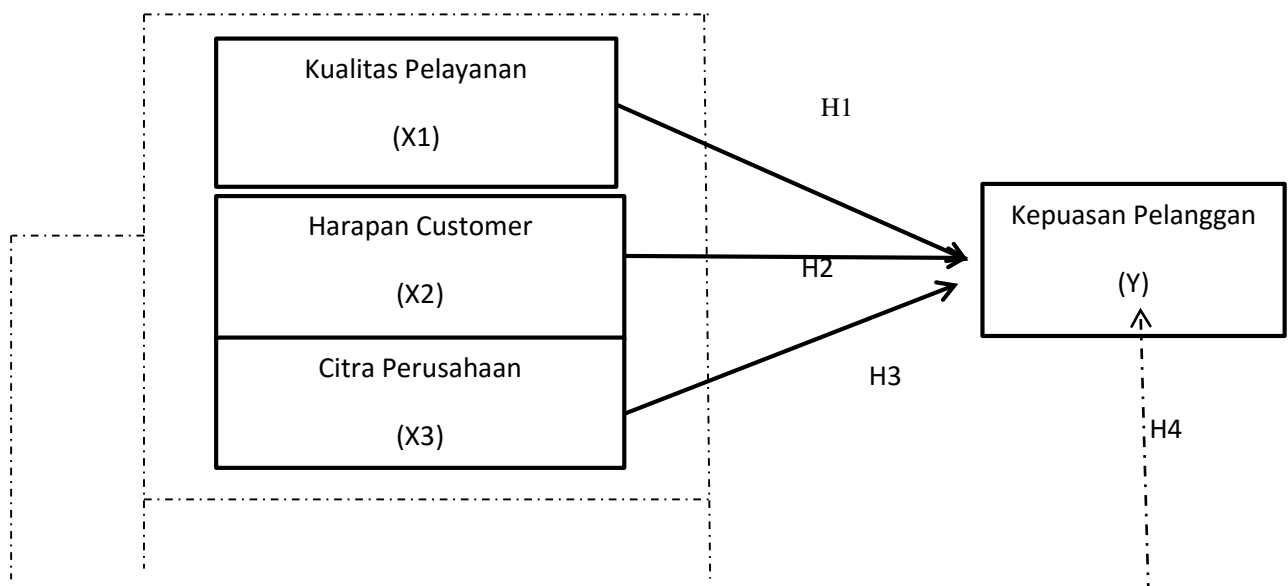 Kualitas Pelayanan
(X1)
H1
Harapan Customer
(X2)
H2
Kepuasan Pelanggan
(Y)
Citra Perusahaan
(X3)
H3
H4